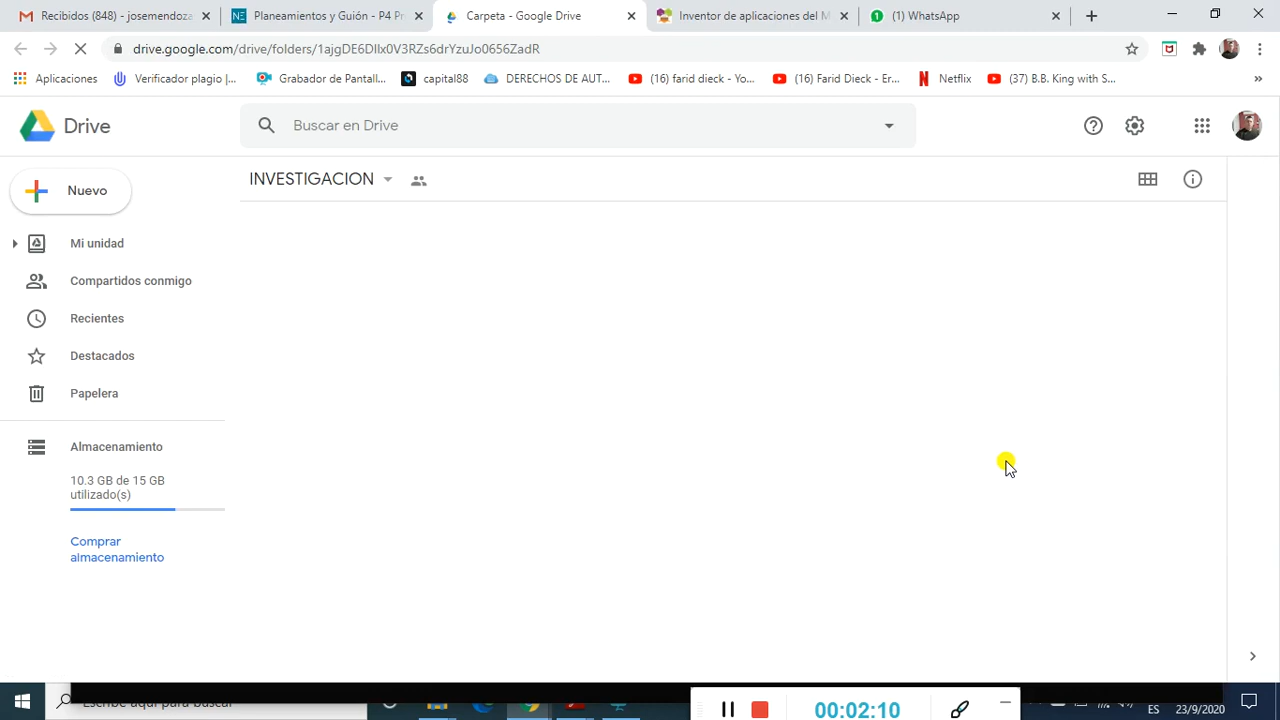 Recibidos (848) - josemendoza
Planeamientos y Guión - P4 Po
Carpeta - Google Drive
Inventor de aplicaciones del M
(1) WhatsApp
drive.google.com/drive/folders/1ajgDE6Dllx0V3RZs6drYzuJo0656ZadR
Aplicaciones
Verificador plagio |...
Grabador de Pantall...
capital88
DERECHOS DE AUT...
(16) farid dieck - Yo...
(16) Farid Dieck - Er...
Netflix
(37) B.B. King with S...
»
Drive
Buscar en Drive
Nuevo
INVESTIGACION
Mi unidad
Compartidos conmigo
Recientes
Destacados
Papelera
Almacenamiento
10.3 GB de 15 GB
utilizado(s)
Comprar
almacenamiento
Escribe aquí para buscar
00:02:10
ES
23/9/2020